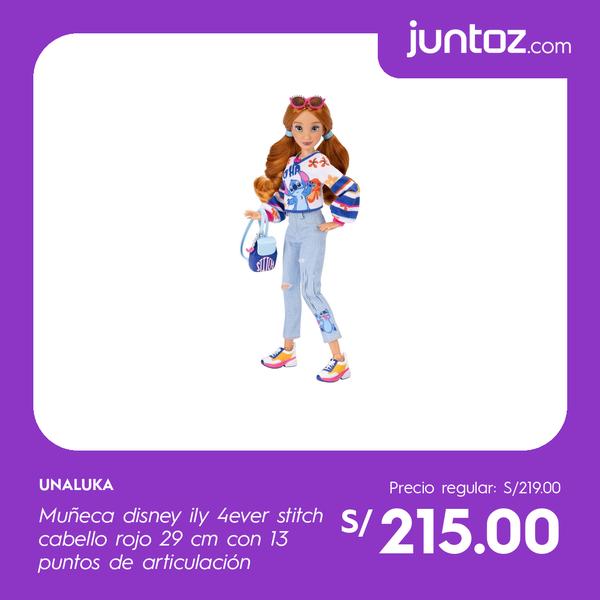 juntoz.com
STITCH
UNALUKA
Precio regular: S/219.00
Muñeca disney ily 4ever stitch
cabello rojo 29 cm con 13
puntos de articulación
S/ 215.00